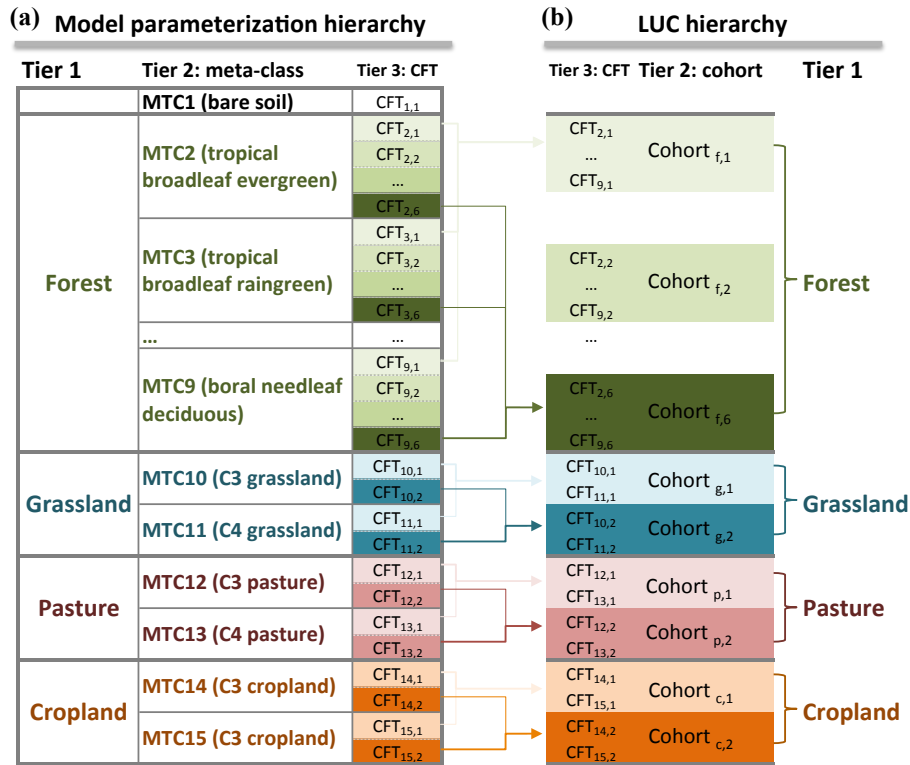 (a) Model parameterization hierarchy
Tier 1 Tier 2: meta-class Tier 3: CFT
MTC1 (bare soil) CFT1,1
Forest
MTC2 (tropical
broadleaf evergreen)
CFT2,1
CFT2,2
...
CFT2,6
MTC3 (tropical
broadleaf raingreen)
CFT3,1
CFT3,2
...
CFT3,6
... ...
MTC9 (boral needleaf
deciduous)
CFT9,1
CFT9,2
...
CFT9,6
Grassland
MTC10 (C3 grassland)
CFT10,1
CFT10,2
MTC11 (C4 grassland)
CFT11,1
CFT11,2
Pasture
MTC12 (C3 pasture)
CFT12,1
CFT12,2
MTC13 (C4 pasture)
CFT13,1
CFT13,2
Cropland
MTC14 (C3 cropland)
CFT14,1
CFT14,2
MTC15 (C3 cropland)
CFT15,1
CFT15,2
(b) LUC hierarchy
Tier 3: CFT Tier 2: cohort Tier 1
CFT2,1
...
CFT9,1
Cohort f,1
CFT2,2
...
CFT9,2
Cohort f,2
...
CFT2,6
...
CFT9,6
Cohort f,6
Forest
CFT10,1
CFT11,1
Cohort g,1
CFT10,2
CFT11,2
Cohort g,2
Grassland
CFT12,1
CFT13,1
Cohort p,1
CFT12,2
CFT13,2
Cohort p,2
Pasture
CFT14,1
CFT15,1
Cohort c,1
CFT14,2
CFT15,2
Cohort c,2
Cropland